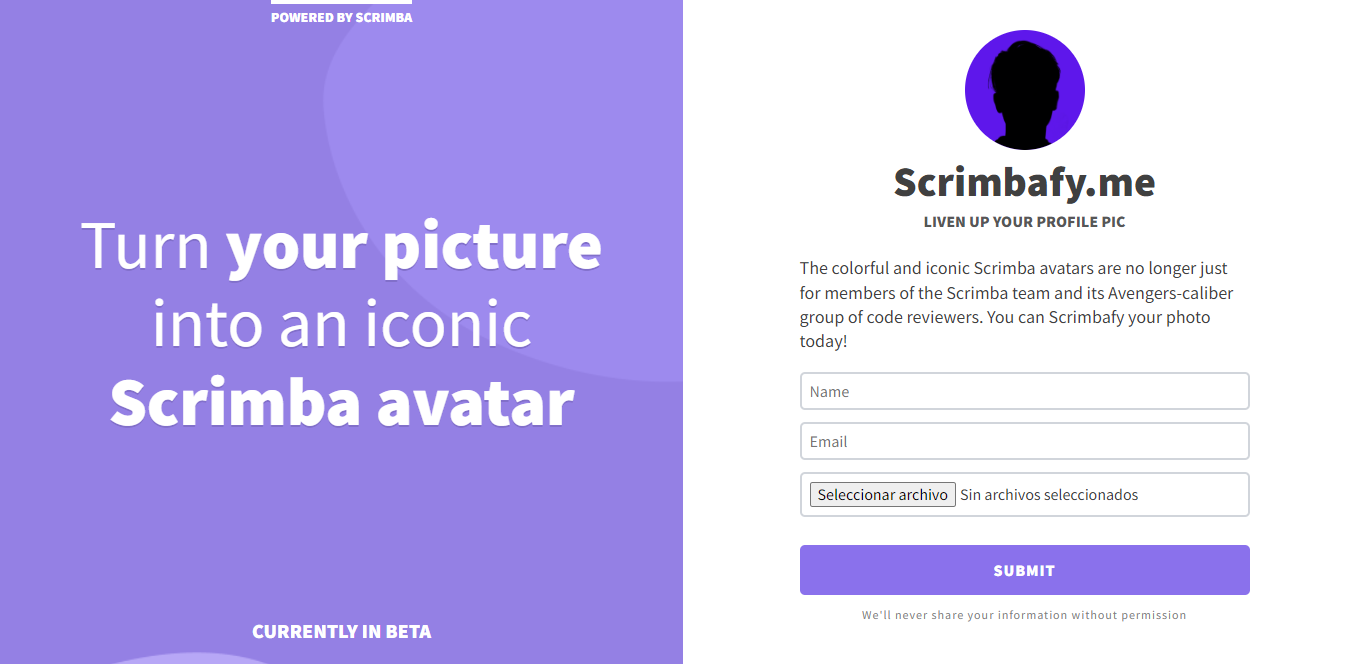 POWERED BY SCRIMBA
Turn your picture
into an iconic
Scrimba avatar
CURRENTLY IN BETA
Scrimbafy.me
LIVEN UP YOUR PROFILE PIC
The colorful and iconic Scrimba avatars are no longer just
for members of the Scrimba team and its Avengers-caliber
group of code reviewers. You can Scrimbafy your photo
today!
Name
Email
Seleccionar archivo Sin archivos seleccionados
SUBMIT
We'll never share your information without permission